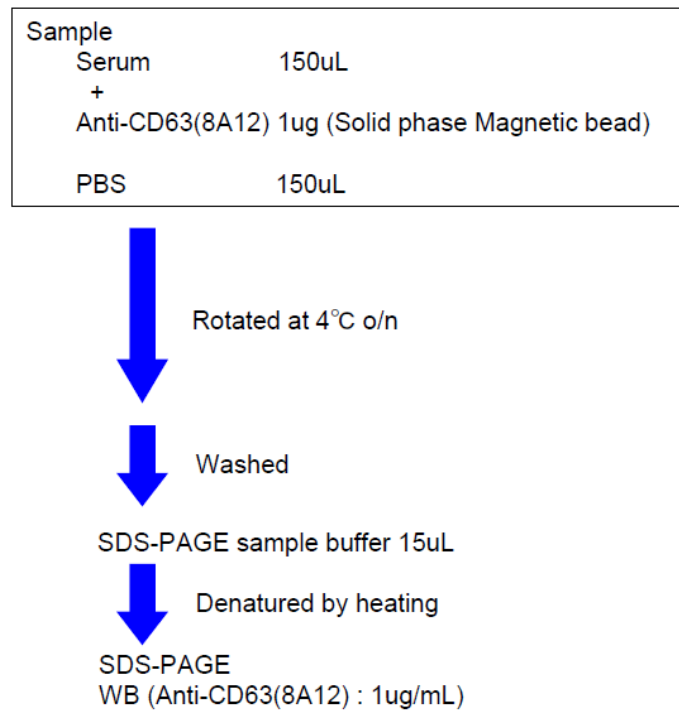 Sample
Serum 150uL
+
Anti-CD63(8A12) 1ug (Solid phase Magnetic bead)
PBS 150uL
Rotated at 4℃ o/n
Washed
SDS-PAGE sample buffer 15uL
Denatured by heating
SDS-PAGE
WB (Anti-CD63(8A12) : 1ug/mL)